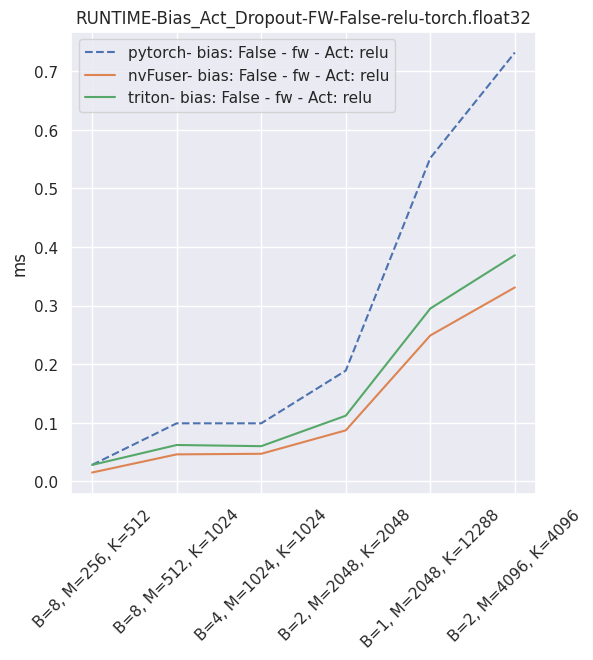 RUNTIME-Bias_Act_Dropout-FW-False-relu-torch.float32
pytorch- bias: False - fw - Act: relu
nvFuser- bias: False - fw - Act: relu
triton- bias: False - fw - Act: relu
0.7
0.6
0.5
0.4
0.3
0.2
0.1
0.0
ms
B=8, M=256, K=512
B=8, M=512, K=1024
B=4, M=1024, K=1024
B=2, M=2048, K=2048
B=1, M=2048, K=12288
B=2, M=4096, K=4096